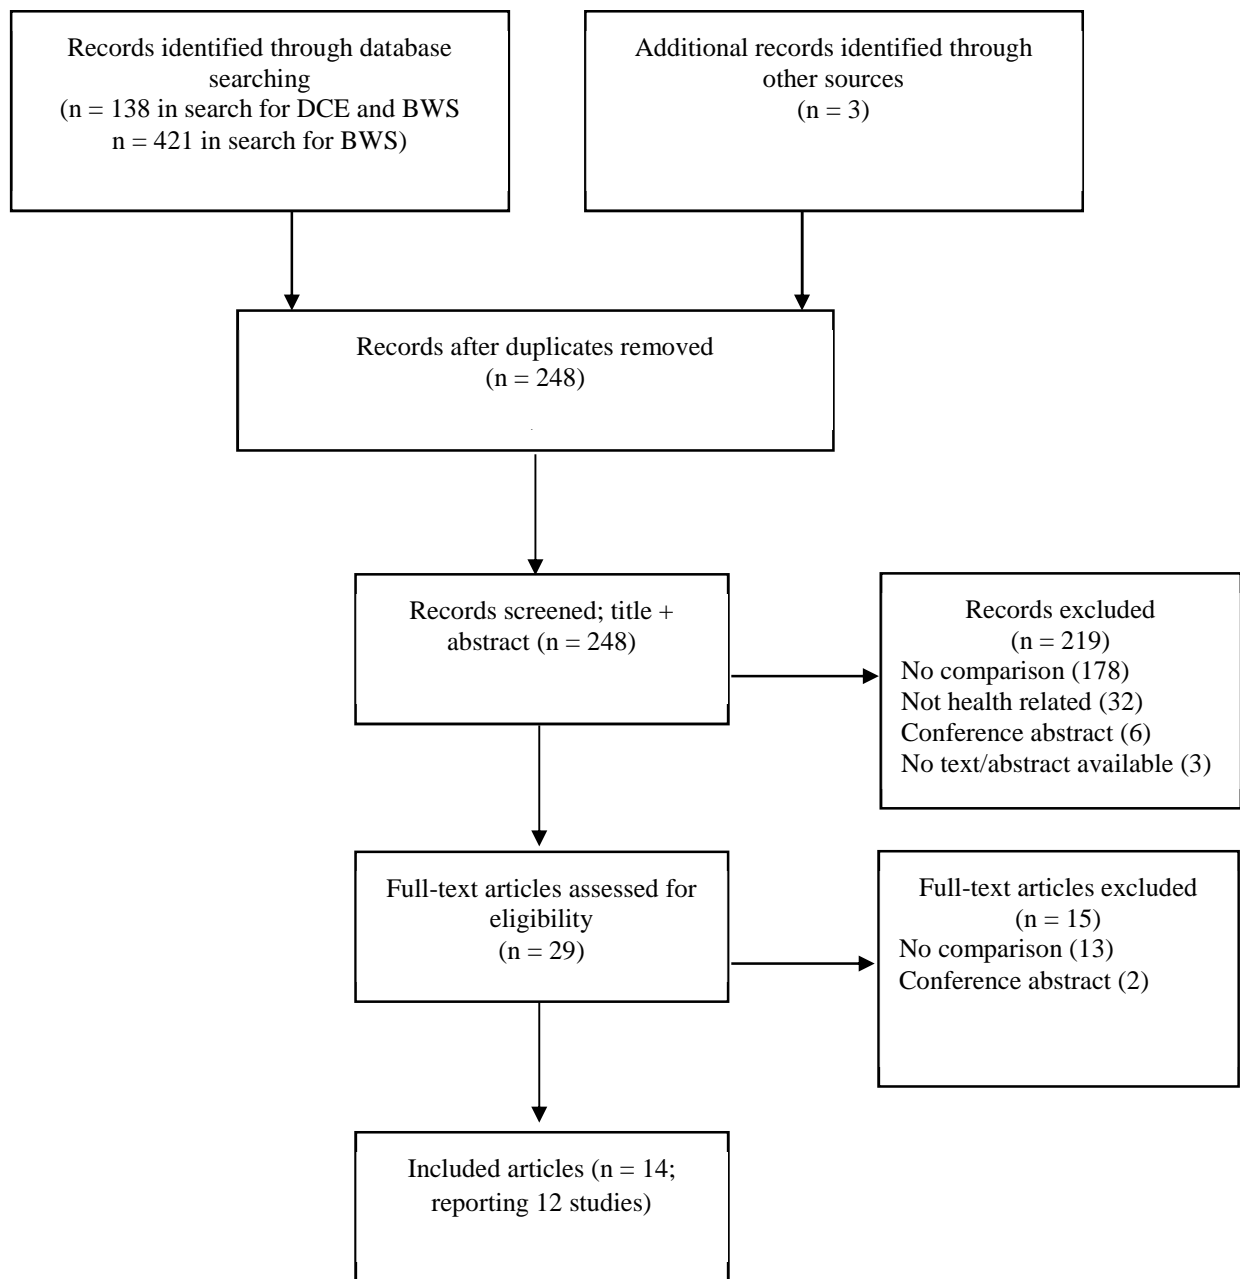 Records identified through database
searching
(n = 138 in search for DCE and BWS
n = 421 in search for BWS)
Additional records identified through
other sources
(n = 3)
Records after duplicates removed
(n = 248)
Records screened; title +
abstract (n = 248)
Records excluded
(n = 219)
No comparison (178)
Not health related (32)
Conference abstract (6)
No text/abstract available (3)
Full-text articles assessed for
eligibility
(n = 29)
Full-text articles excluded
(n = 15)
No comparison (13)
Conference abstract (2)
Included articles (n = 14;
reporting 12 studies)